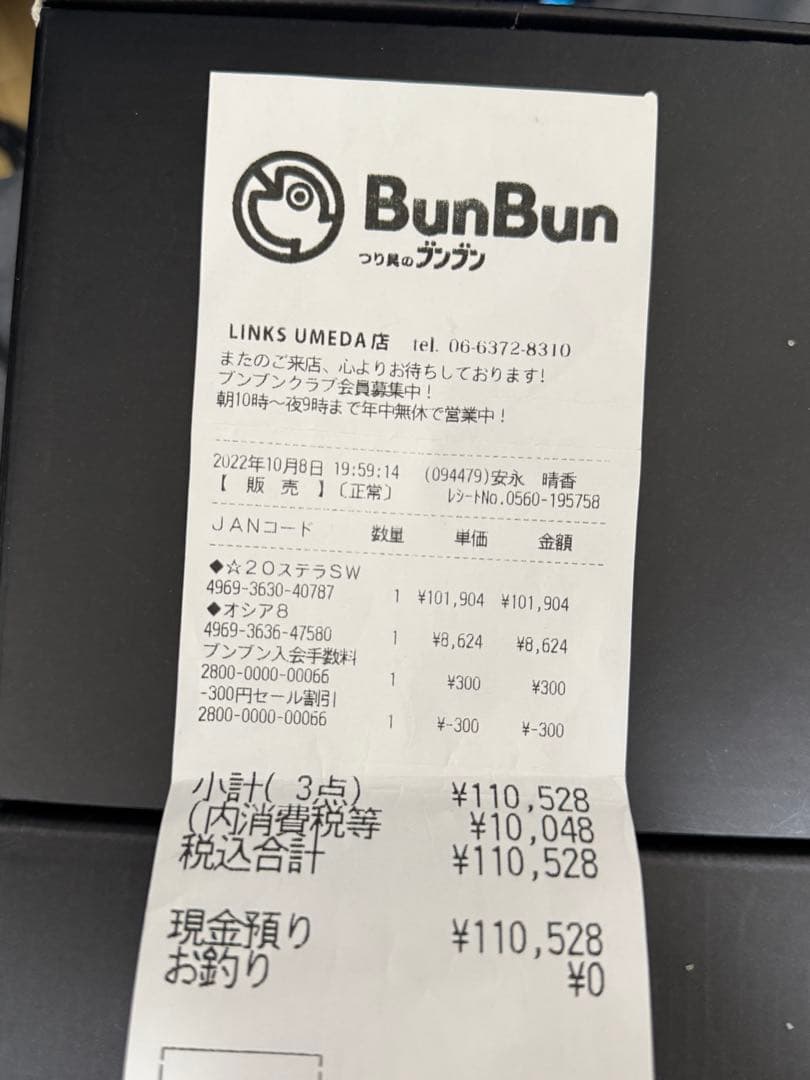 BunBun
つり具のブンブン
LINKS UMEDA店 tel. 06-6372-8310
またのご来店、心よりお待ちしております!
ブンブンクラブ会員募集中!
朝10時〜夜9時まで年中無休で営業中!
2022年10月8日 19:59:14 (094479)安永 晴香
【 販 売 】〔正常〕 ﾚｼｰﾄNo.0560-195758
JANコード 数量 単価 金額
◆☆20ステラSW
4969-3630-40787 1 ¥101,904 ¥101,904
◆オシア8
4969-3636-47580 1 ¥8,624 ¥8,624
ブンブン入会手数料
2800-0000-00066 1 ¥300 ¥300
-300円セール割引
2800-0000-00066 1 ¥-300 ¥-300
小計( 3点) ¥110,528
(内消費税等 ¥10,048
税込合計 ¥110,528
現金預り ¥110,528
お釣り ¥0